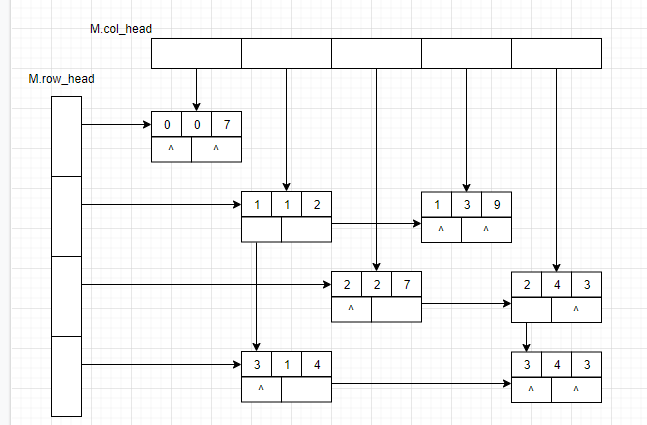 M.col_head
M.row_head
0 0 7
^ ^
1 1 2
1 3 9
^ ^
2 2 7
^
2 4 3
^
3 1 4
^
3 4 3
^ ^